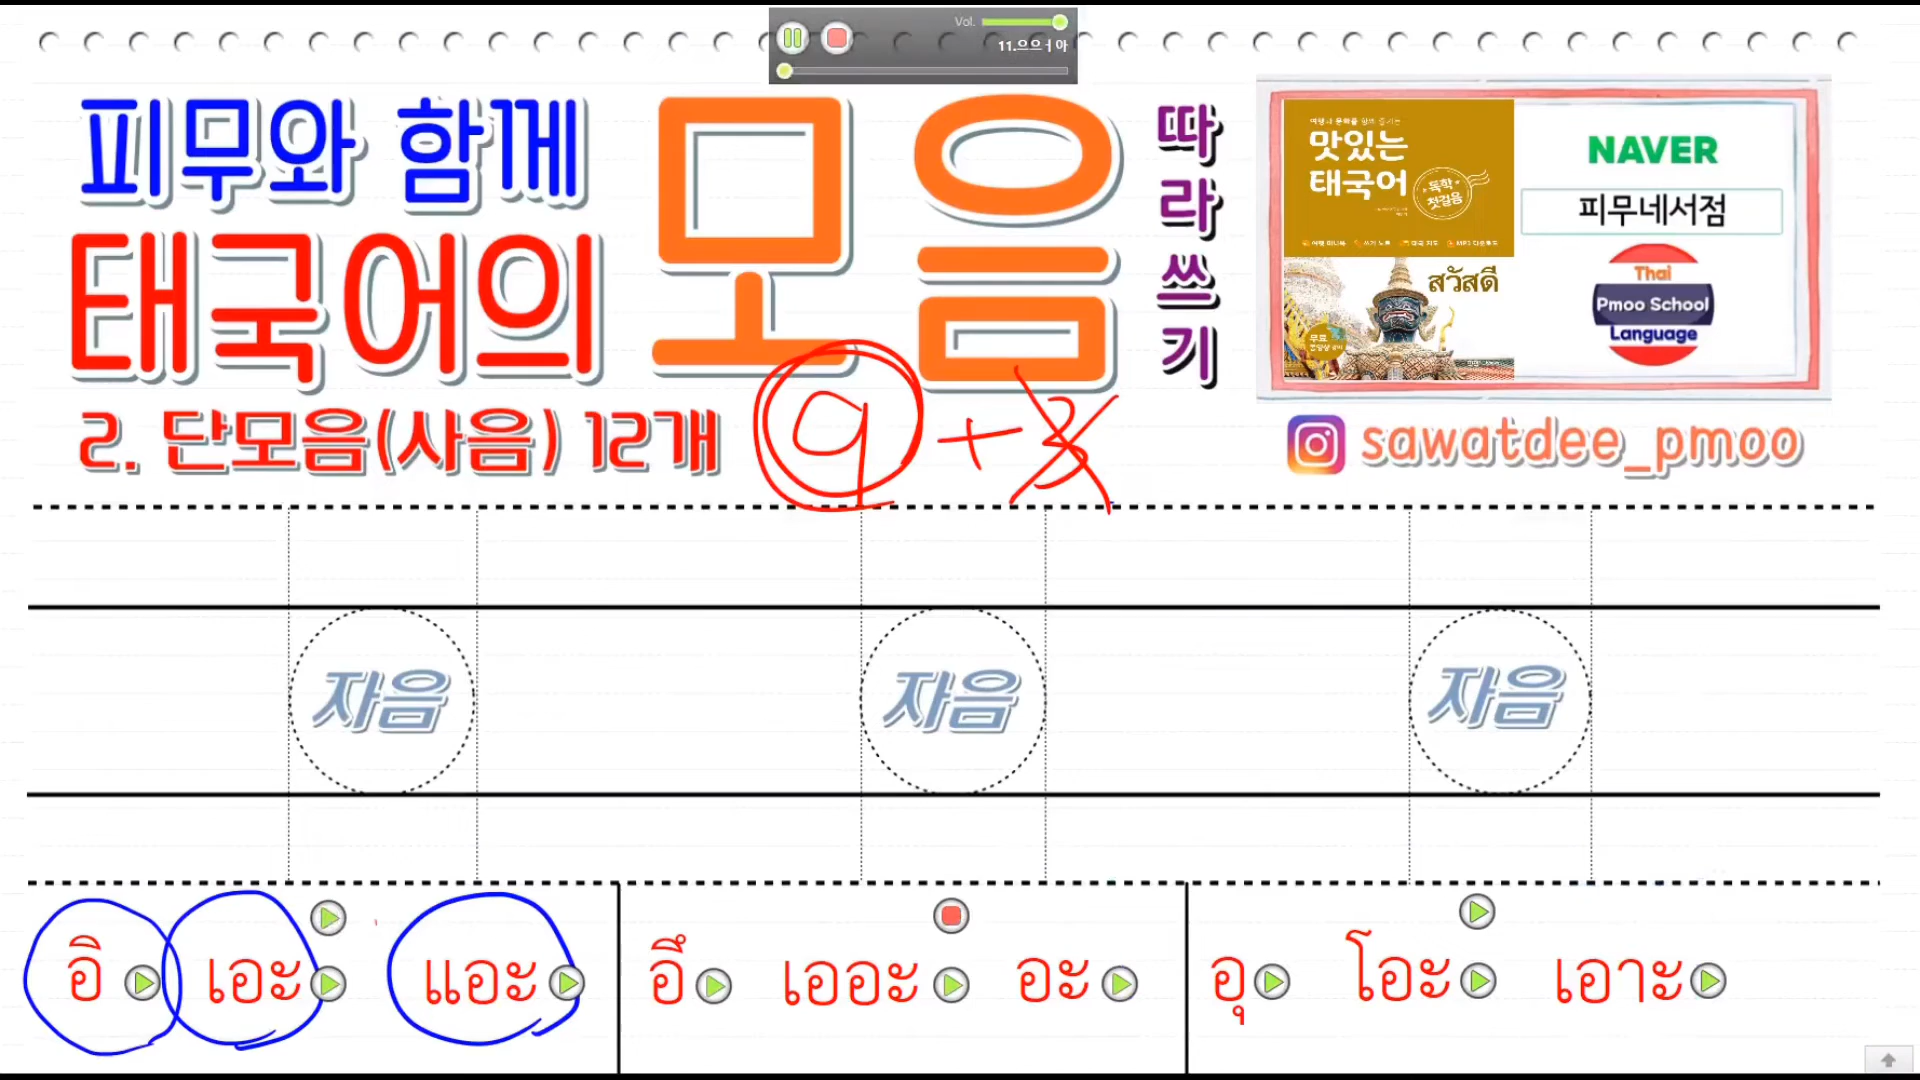 Vol.
11.으으ㅓ아
피무와 함께
태국어의
모음
따라쓰기
2. 단모음(사음) 12개
9 + 3
맛있는
태국어
독학
첫걸음
สวัสดี
무료
NAVER
피무네서점
Thai
Pmoo School
Language
sawatdee_pmoo
자음 자음 자음
อิ เอะ แอะ อึ เออะ อะ อุ โอะ เอาะ